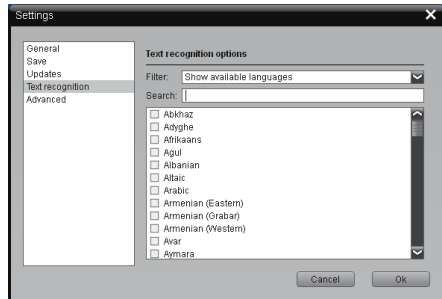 Settings
General
Save
Updates
Text recognition
Advanced
Text recognition options
Filter: Show available languages
Search:
Abkhaz
Adyghe
Afrikaans
Agul
Albanian
Altaic
Arabic
Armenian (Eastern)
Armenian (Grabar)
Armenian (Western)
Avar
Aymara
Cancel Ok